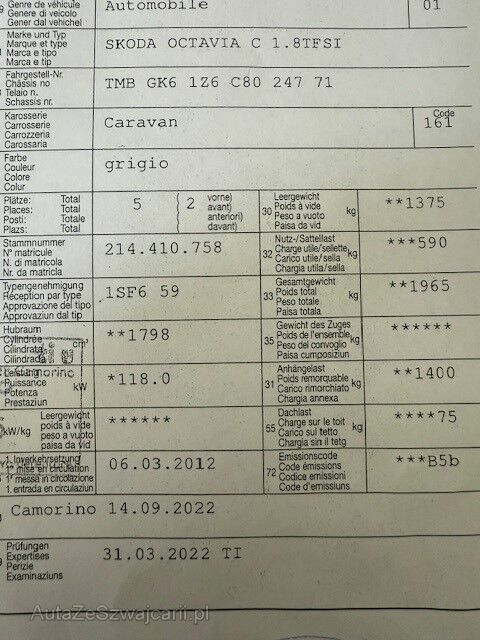 Genre de véhicule
Genere di veicolo
Gener dal vehichel
Automobile
01
Marke und Typ
Marque et type
Marca e tipo
Marca e tip
SKODA OCTAVIA C 1.8TFSI
Fahrgestell-Nr.
Châssis no
Telaio n.
Schassis nr.
TMB GK6 1Z6 C80 247 71
Karosserie
Carrosserie
Carrozzeria
Carrossaria
Caravan
Code
161
Farbe
Couleur
Colore
Colur
grigio
Plätze: Total
Places: Total
Posti: Totale
Plazs: Total
5 ( 2
vorne)
avant)
anteriori)
davant)
30
Leergewicht
Poids à vide
Peso a vuoto
Paisa da vid
kg
**1375
Stammnummer
N° matricule
N. di matricola
Nr. da matricla
214.410.758
32
Nutz-/Sattellast
Charge utile/sellette
Carico utile/sella
Chargia utila/sella
kg
***590
Typengenehmigung
Réception par type
Approvazione del tipo
Approvaziun dal tip
1SF6 59
33
Gesamtgewicht
Poids total
Peso totale
Paisa totala
kg
**1965
Hubraum
Cylindrée
Cilindrata
Cilindrada
cm³
**1798
35
Gewicht des Zuges
Poids de l'ensemble
Peso del convoglio
Paisa cumposiziun
kg
******
Leistung
Puissance
Potenza
Prestaziun
kW
*118.0
31
Anhängelast
Poids remorquable
Carico rimorchiato
Chargia annexa
kg
**1400
kW/kg
Leergewicht
poids à vide
peso a vuoto
paisa da vid
******
55
Dachlast
Charge sur le toit
Carico sul tetto
Chargia sin il tetg
kg
****75
1. Inverkehrsetzung
1re mise en circulation
1a messa in circolazione
1. entrada en circulaziun
06.03.2012
72
Emissionscode
Code émissions
Codice emissioni
Code d'emissiuns
***B5b
Camorino 14.09.2022
Prüfungen
Expertises
Perizie
Examinaziuns
31.03.2022 TI
AutaZeSzwajcarii.pl